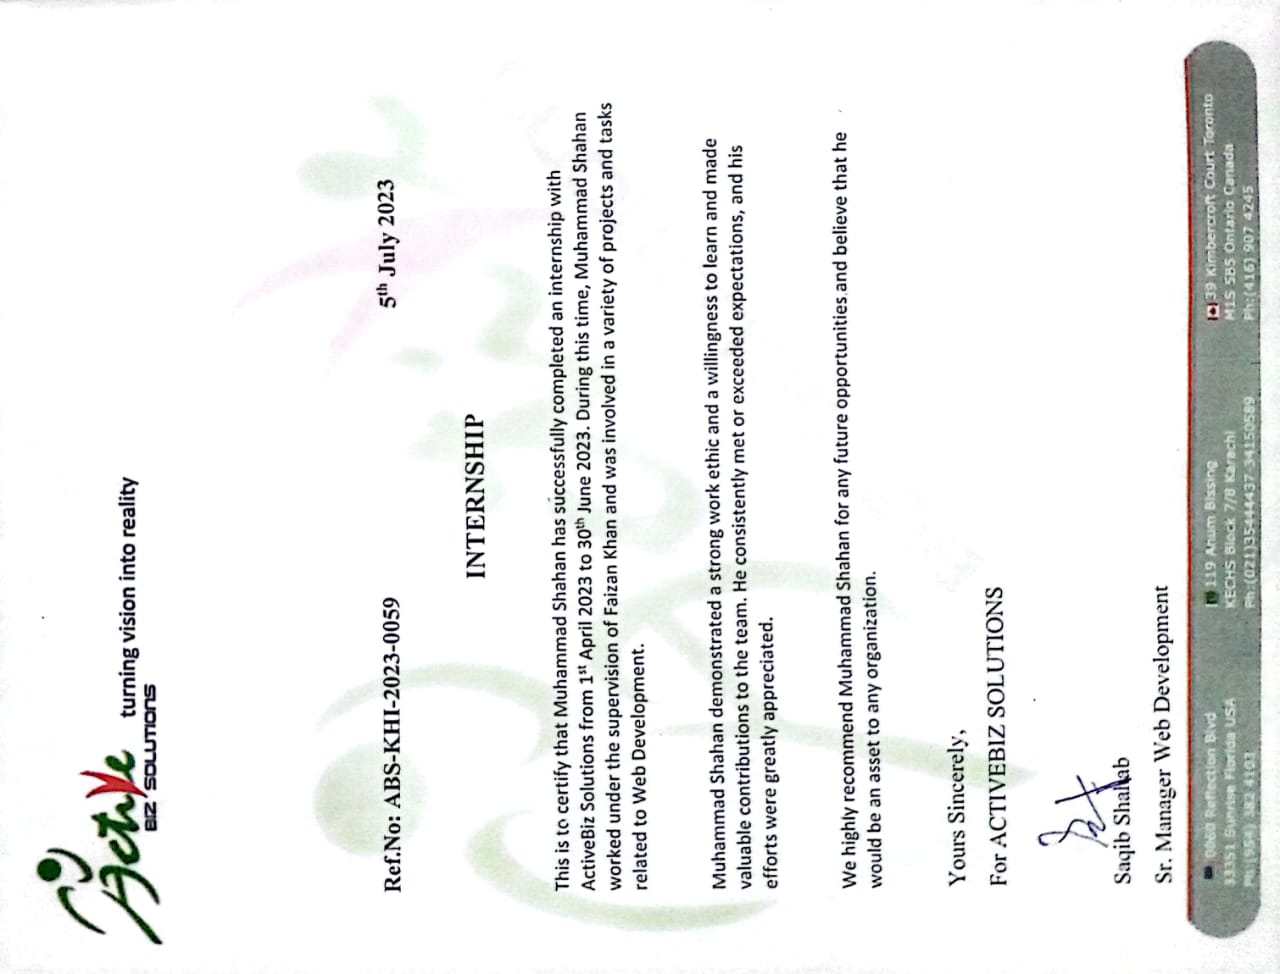 Active
BIZ SOLUTIONS
turning vision into reality
Ref.No: ABS-KHI-2023-0059
5th July 2023
INTERNSHIP
This is to certify that Muhammad Shahan has successfully completed an internship with
ActiveBiz Solutions from 1st April 2023 to 30th June 2023. During this time, Muhammad Shahan
worked under the supervision of Faizan Khan and was involved in a variety of projects and tasks
related to Web Development.
Muhammad Shahan demonstrated a strong work ethic and a willingness to learn and made
valuable contributions to the team. He consistently met or exceeded expectations, and his
efforts were greatly appreciated.
We highly recommend Muhammad Shahan for any future opportunities and believe that he
would be an asset to any organization.
Yours Sincerely,
For ACTIVEBIZ SOLUTIONS
Saqib
Sr. Manager Web Development
Reflection Blvd
33351 Sunrise Florida USA
Ph:(954) 382 4103
119 Anum Blssing
KECHS Block 7/8 Karachi
Ph:(021)35444437-34150589
39 Kimbercroft Court Toronto
M1S 5B5 Ontario Canada
Ph:(416) 907 4245